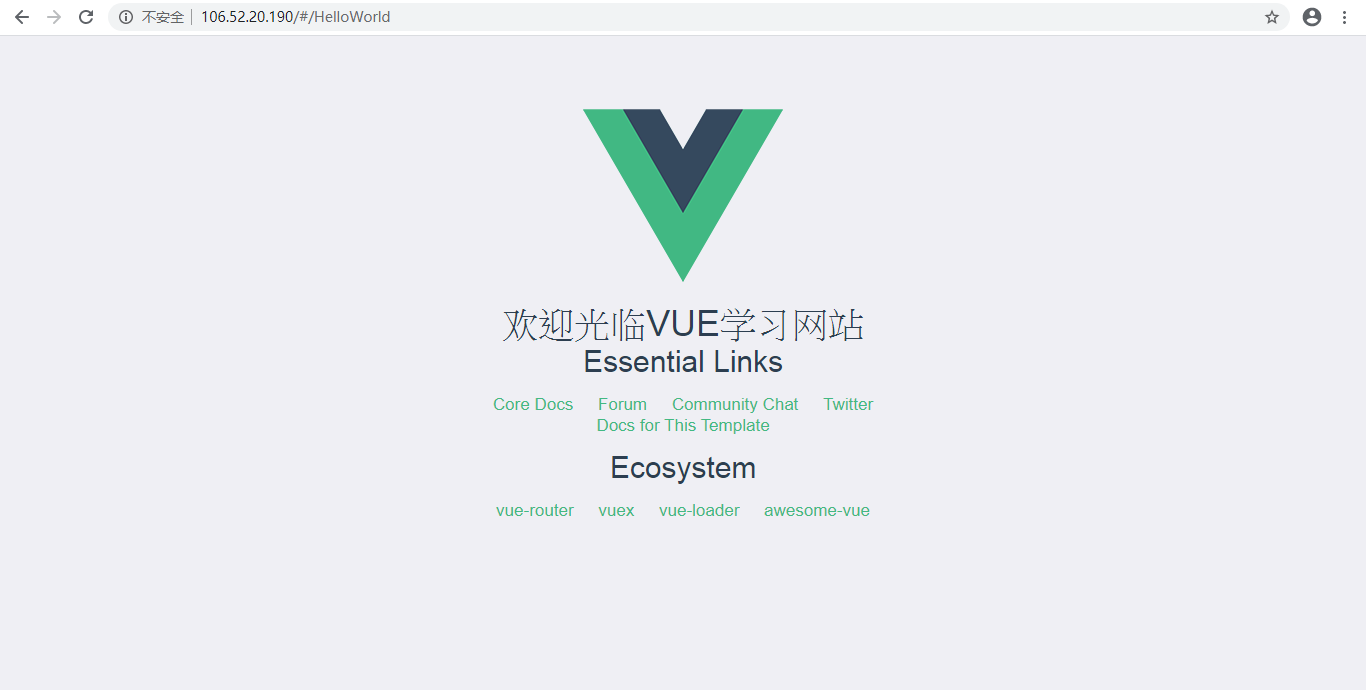 不安全 106.52.20.190/#/HelloWorld
欢迎光临VUE学习网站
Essential Links
Core Docs Forum Community Chat Twitter
Docs for This Template
Ecosystem
vue-router vuex vue-loader awesome-vue